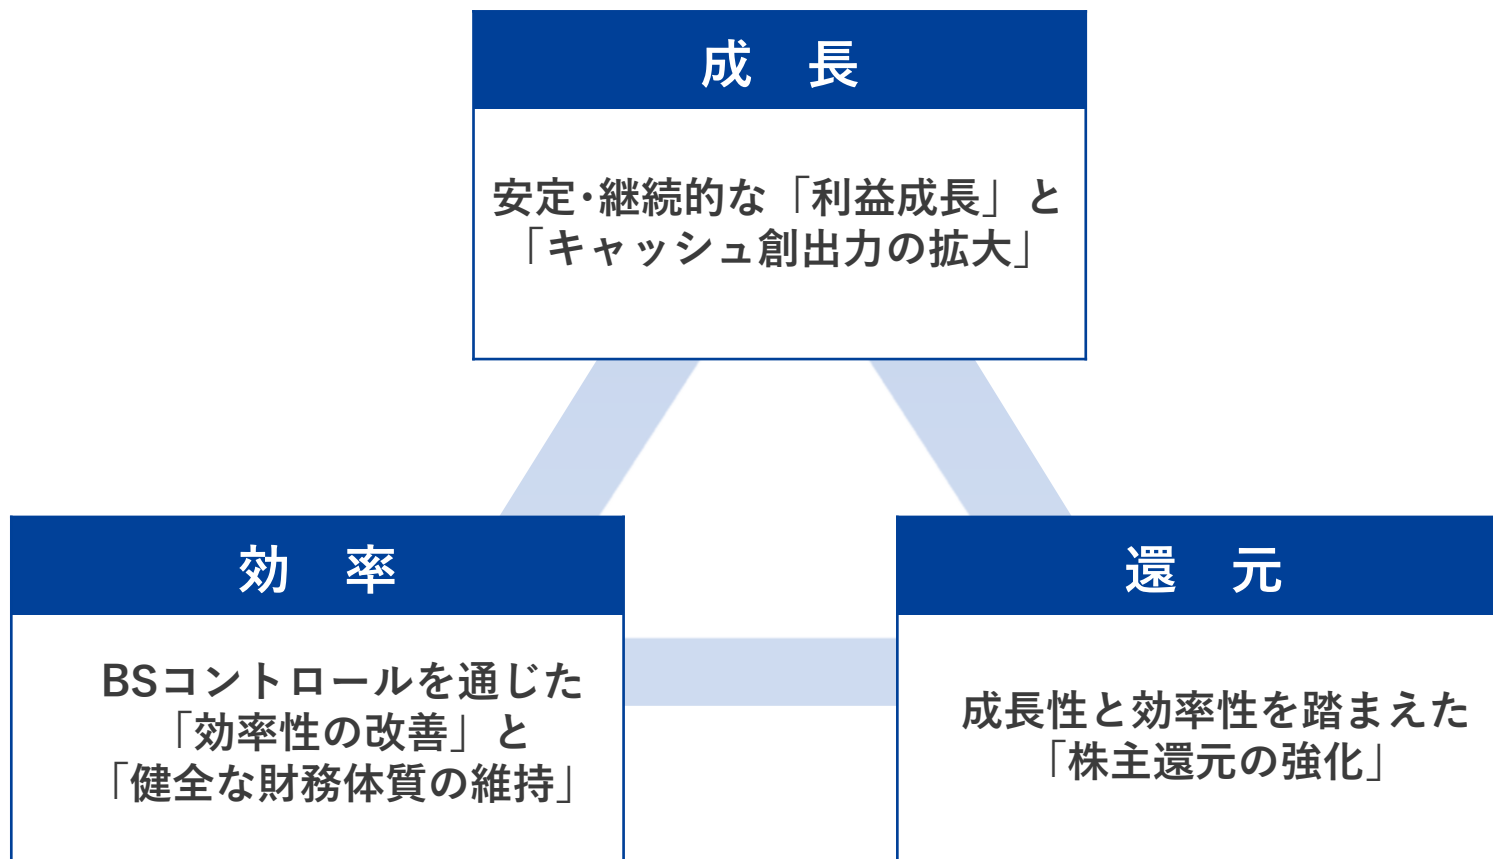 成　長
安定･継続的な「利益成長」と
「キャッシュ創出力の拡大」
効　率
BSコントロールを通じた
「効率性の改善」と
「健全な財務体質の維持」
還　元
成長性と効率性を踏まえた
「株主還元の強化」